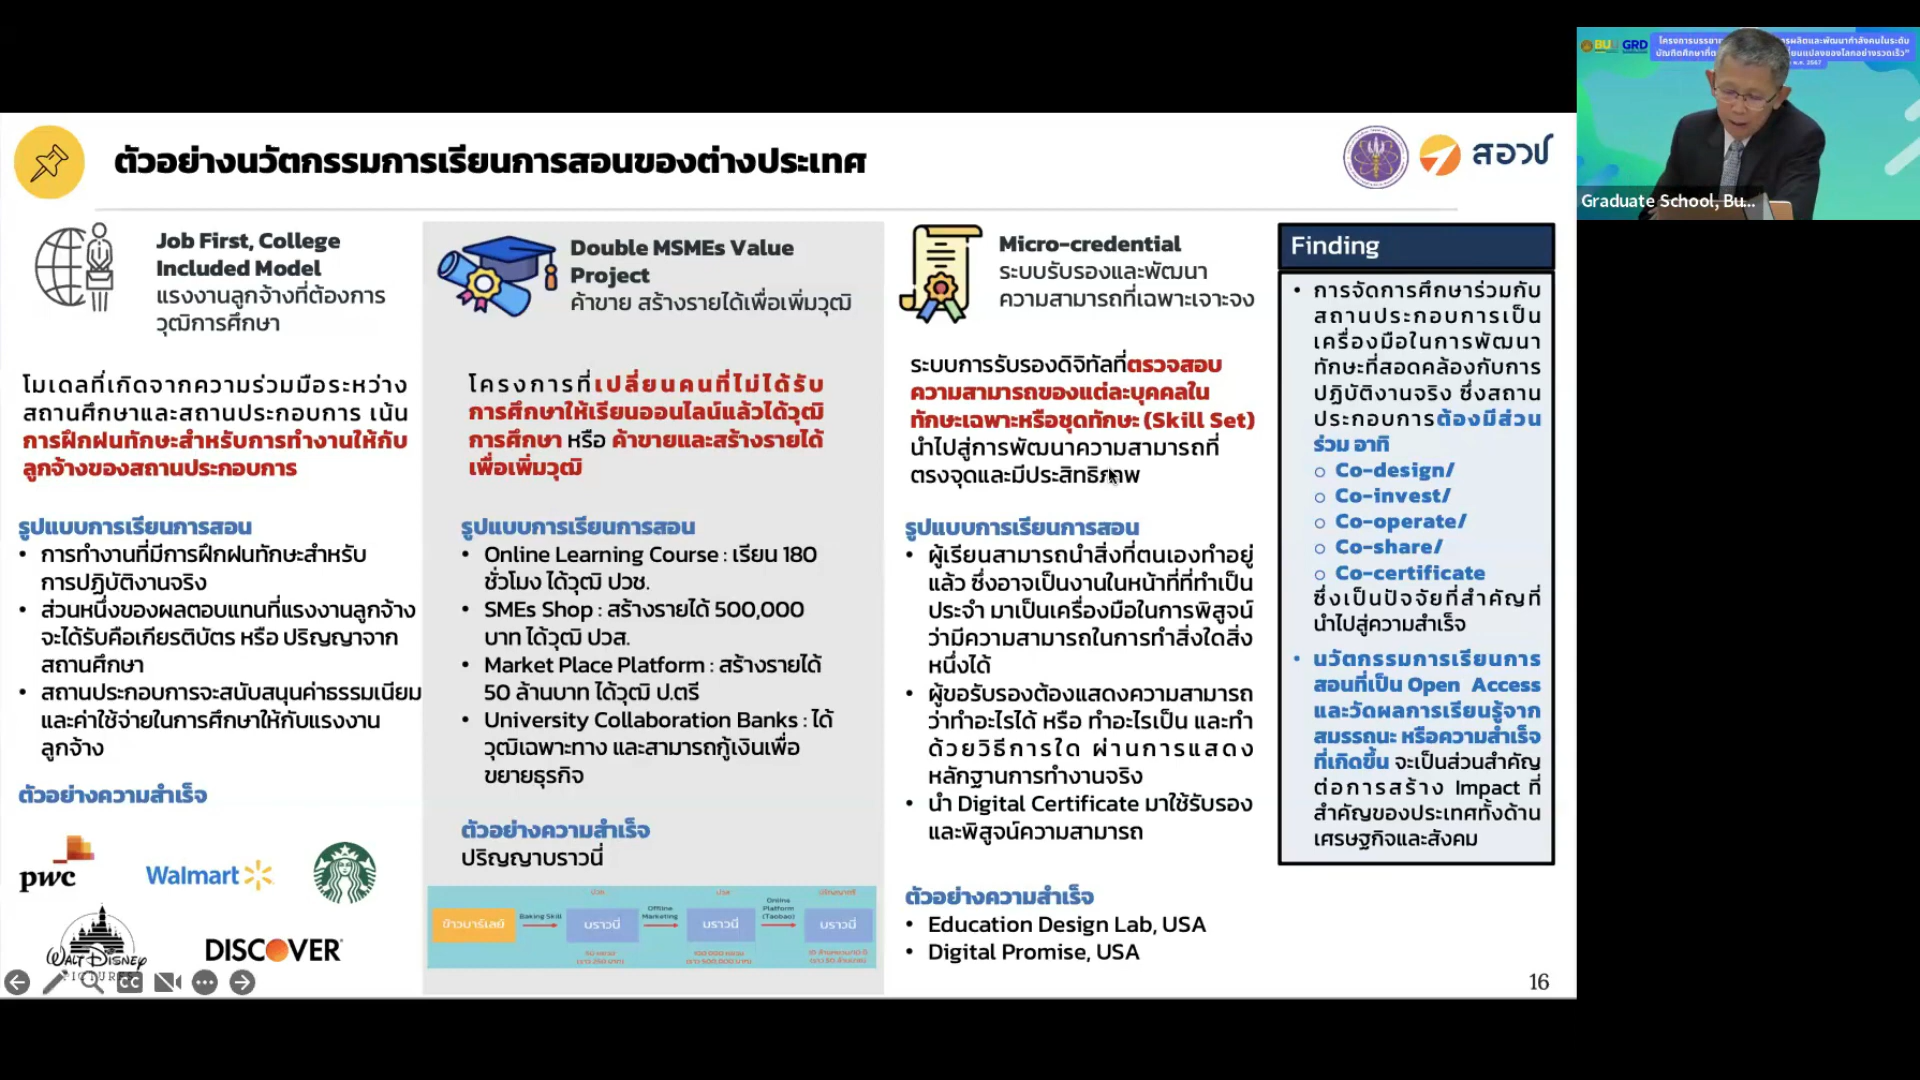 ตัวอย่างนวัตกรรมการเรียนการสอนของต่างประเทศ
สอวช
BU GRD
Graduate School, Bu...
Job First, College
Included Model
แรงงานลูกจ้างที่ต้องการ
วุฒิการศึกษา
โมเดลที่เกิดจากความร่วมมือระหว่าง
สถานศึกษาและสถานประกอบการ เน้น
การฝึกฝนทักษะสำหรับการทำงานให้กับ
ลูกจ้างของสถานประกอบการ
รูปแบบการเรียนการสอน
• การทำงานที่มีการฝึกฝนทักษะสำหรับ
การปฏิบัติงานจริง
• ส่วนหนึ่งของผลตอบแทนที่แรงงานลูกจ้าง
จะได้รับคือเกียรติบัตร หรือ ปริญญาจาก
สถานศึกษา
• สถานประกอบการจะสนับสนุนค่าธรรมเนียม
และค่าใช้จ่ายในการศึกษาให้กับแรงงาน
ลูกจ้าง
ตัวอย่างความสำเร็จ
pwc
Walmart
WALT DISNEY
PICTURES
DISCOVER
Double MSMEs Value
Project
ค้าขาย สร้างรายได้เพื่อเพิ่มวุฒิ
โครงการที่เปลี่ยนคนที่ไม่ได้รับ
การศึกษาให้เรียนออนไลน์แล้วได้วุฒิ
การศึกษา หรือ ค้าขายและสร้างรายได้
เพื่อเพิ่มวุฒิ
รูปแบบการเรียนการสอน
• Online Learning Course : เรียน 180
ชั่วโมง ได้วุฒิ ปวช.
• SMEs Shop : สร้างรายได้ 500,000
บาท ได้วุฒิ ปวส.
• Market Place Platform : สร้างรายได้
50 ล้านบาท ได้วุฒิ ป.ตรี
• University Collaboration Banks : ได้
วุฒิเฉพาะทาง และสามารถกู้เงินเพื่อ
ขยายธุรกิจ
ตัวอย่างความสำเร็จ
ปริญญาบราวนี่
ข้าวบาร์เลย์
Baking Skill
บราวนี่
Offline
Marketing
บราวนี่
Online
Platform
(Taobao)
บราวนี่
Micro-credential
ระบบรับรองและพัฒนา
ความสามารถที่เฉพาะเจาะจง
ระบบการรับรองดิจิทัลที่ตรวจสอบ
ความสามารถของแต่ละบุคคลใน
ทักษะเฉพาะหรือชุดทักษะ (Skill Set)
นำไปสู่การพัฒนาความสามารถที่
ตรงจุดและมีประสิทธิภาพ
รูปแบบการเรียนการสอน
• ผู้เรียนสามารถนำสิ่งที่ตนเองทำอยู่
แล้ว ซึ่งอาจเป็นงานในหน้าที่ที่ทำเป็น
ประจำ มาเป็นเครื่องมือในการพิสูจน์
ว่ามีความสามารถในการทำสิ่งใดสิ่ง
หนึ่งได้
• ผู้ขอรับรองต้องแสดงความสามารถ
ว่าทำอะไรได้ หรือ ทำอะไรเป็น และทำ
ด้วยวิธีการใด ผ่านการแสดง
หลักฐานการทำงานจริง
• นำ Digital Certificate มาใช้รับรอง
และพิสูจน์ความสามารถ
ตัวอย่างความสำเร็จ
• Education Design Lab, USA
• Digital Promise, USA
Finding
• การจัดการศึกษาร่วมกับ
สถานประกอบการเป็น
เครื่องมือในการพัฒนา
ทักษะที่สอดคล้องกับการ
ปฏิบัติงานจริง ซึ่งสถาน
ประกอบการต้องมีส่วน
ร่วม อาทิ
o Co-design/
o Co-invest/
o Co-operate/
o Co-share/
o Co-certificate
ซึ่งเป็นปัจจัยที่สำคัญที่
นำไปสู่ความสำเร็จ
• นวัตกรรมการเรียนการ
สอนที่เป็น Open Access
และวัดผลการเรียนรู้จาก
สมรรถนะ หรือความสำเร็จ
ที่เกิดขึ้น จะเป็นส่วนสำคัญ
ต่อการสร้าง Impact ที่
สำคัญของประเทศทั้งด้าน
เศรษฐกิจและสังคม
CC
16